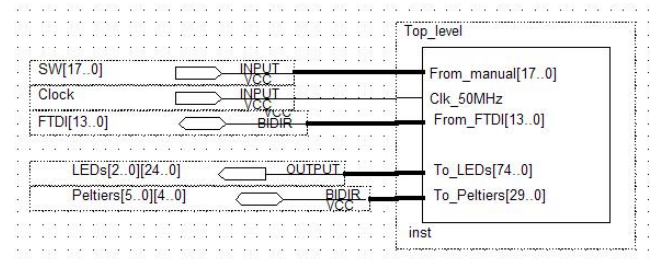 Top_level
SW[17..0] INPUT From_manual[17..0]
VCC
Clock INPUT Clk_50MHz
VCC
VCC
FTDI[13..0] BIDIR From_FTDI[13..0]
LEDs[2..0][24..0] OUTPUT To_LEDs[74..0]
Peltiers[5..0][4..0] BIDIR To_Peltiers[29..0]
VCC
inst